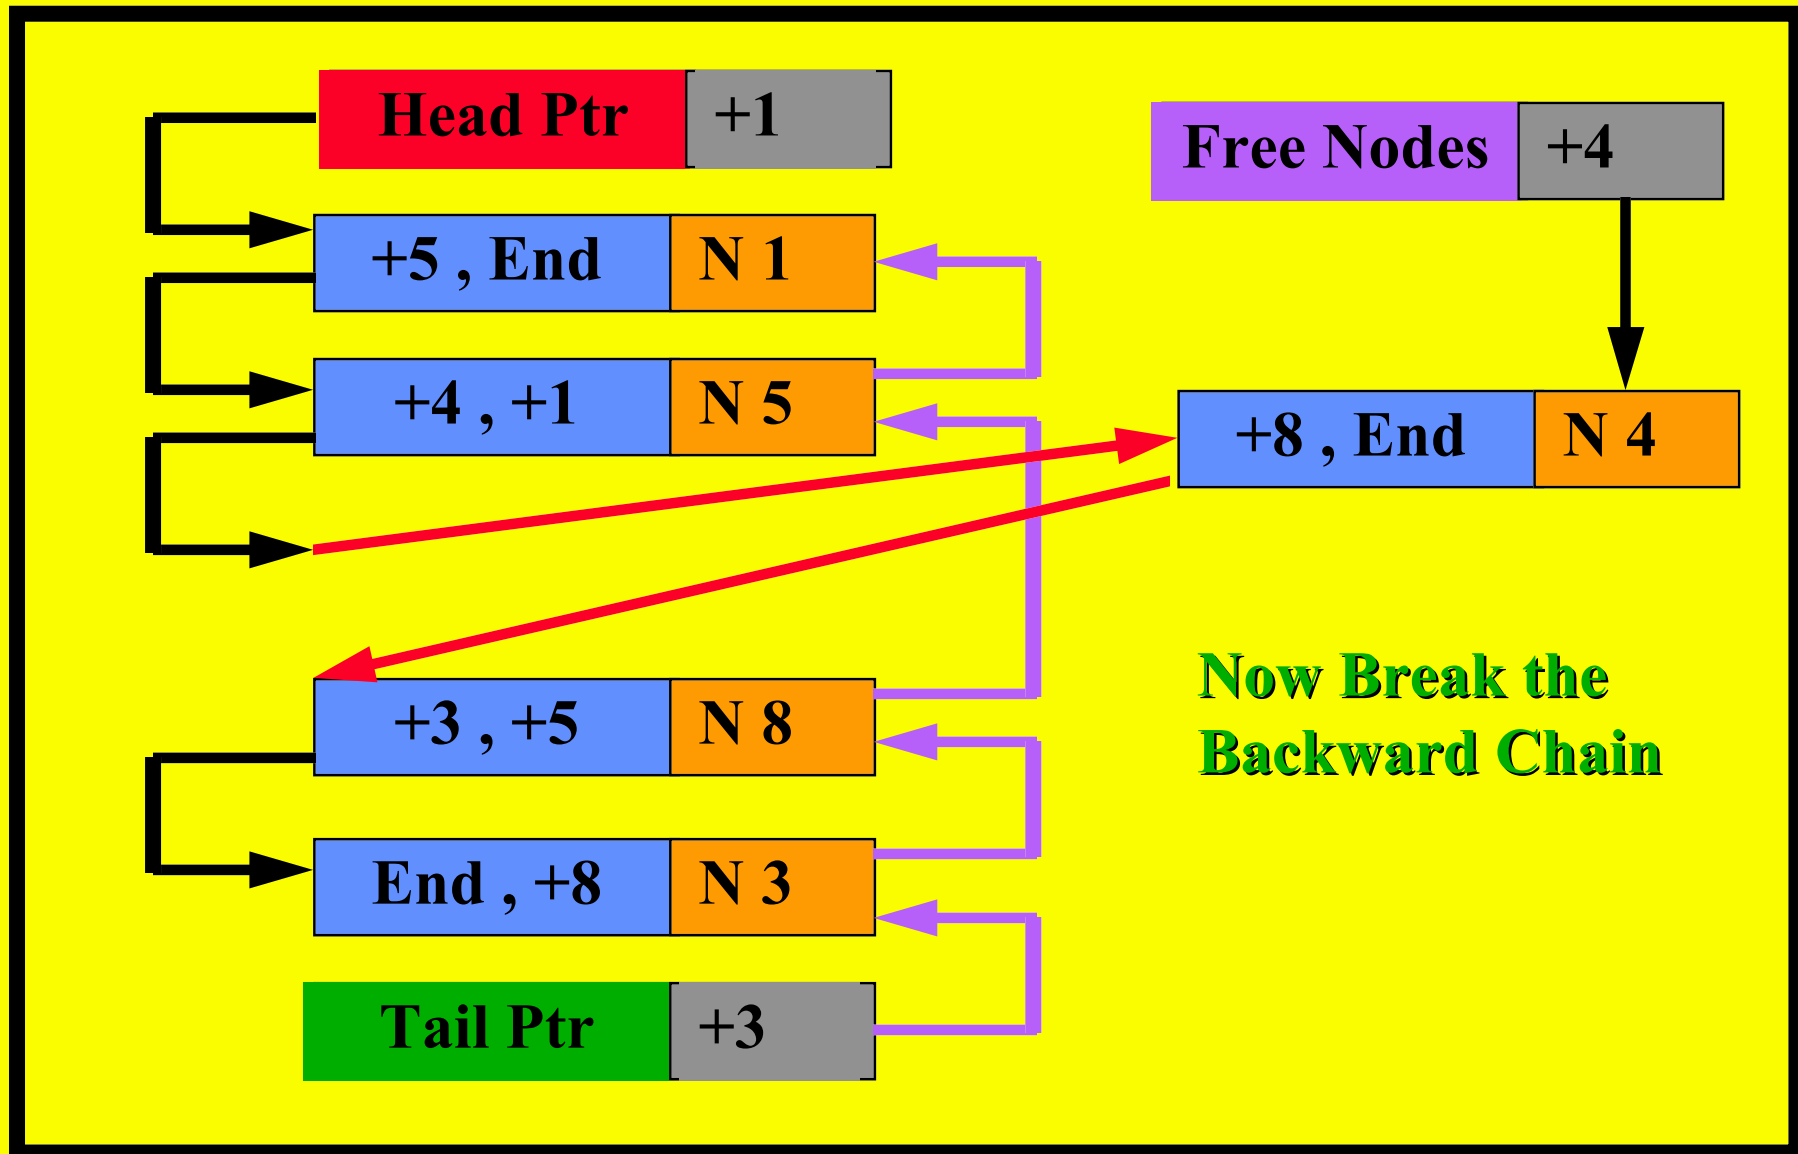 Head Ptr +1
Free Nodes +4
+5 , End N 1
+4 , +1 N 5
+8 , End N 4
Now Break the
Backward Chain
+3 , +5 N 8
End , +8 N 3
Tail Ptr +3